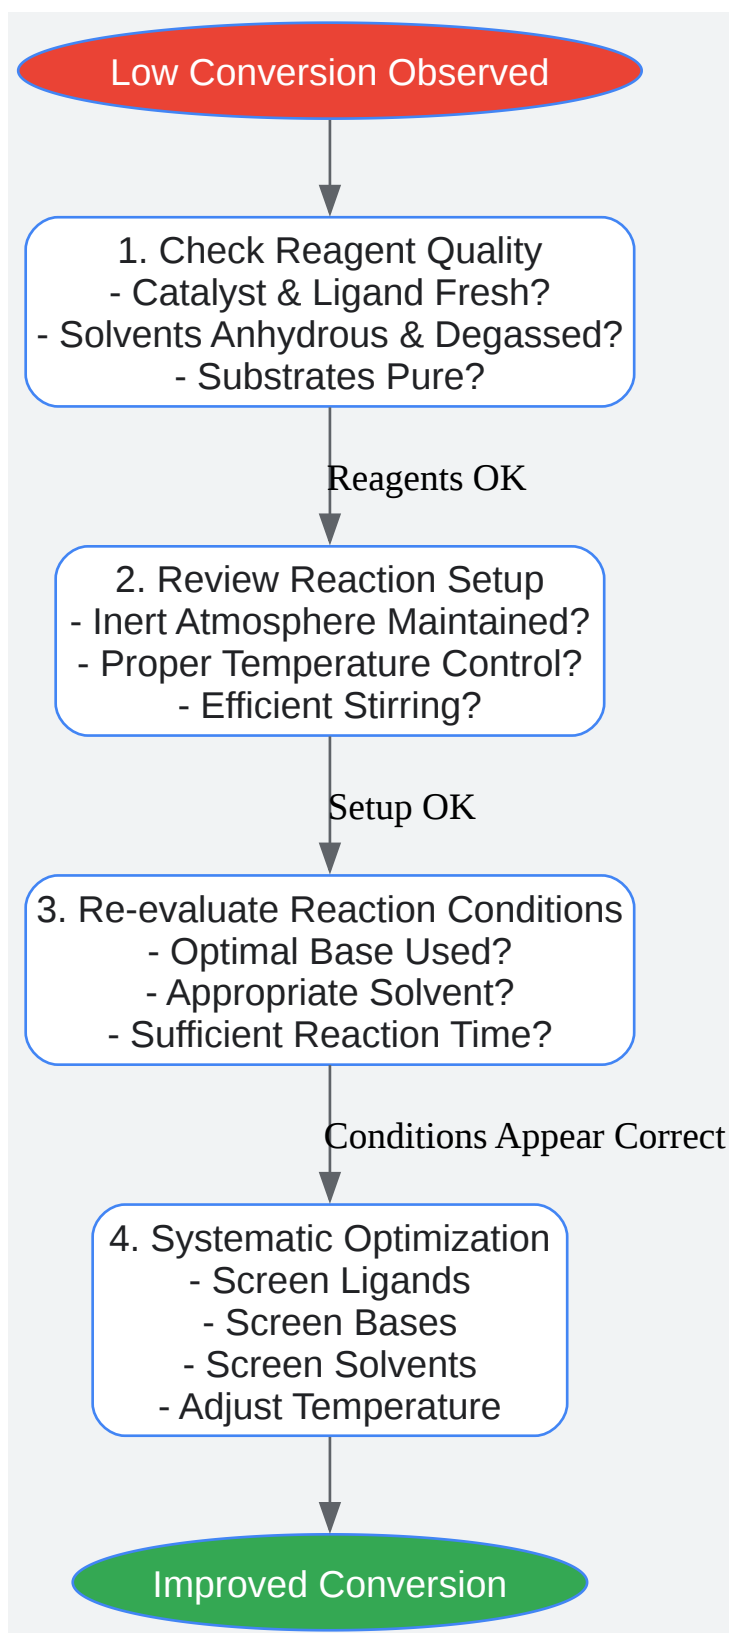 Low Conversion Observed
1. Check Reagent Quality
- Catalyst & Ligand Fresh?
- Solvents Anhydrous & Degassed?
- Substrates Pure?
Reagents OK
2. Review Reaction Setup
- Inert Atmosphere Maintained?
- Proper Temperature Control?
- Efficient Stirring?
Setup OK
3. Re-evaluate Reaction Conditions
- Optimal Base Used?
- Appropriate Solvent?
- Sufficient Reaction Time?
Conditions Appear Correct
4. Systematic Optimization
- Screen Ligands
- Screen Bases
- Screen Solvents
- Adjust Temperature
Improved Conversion